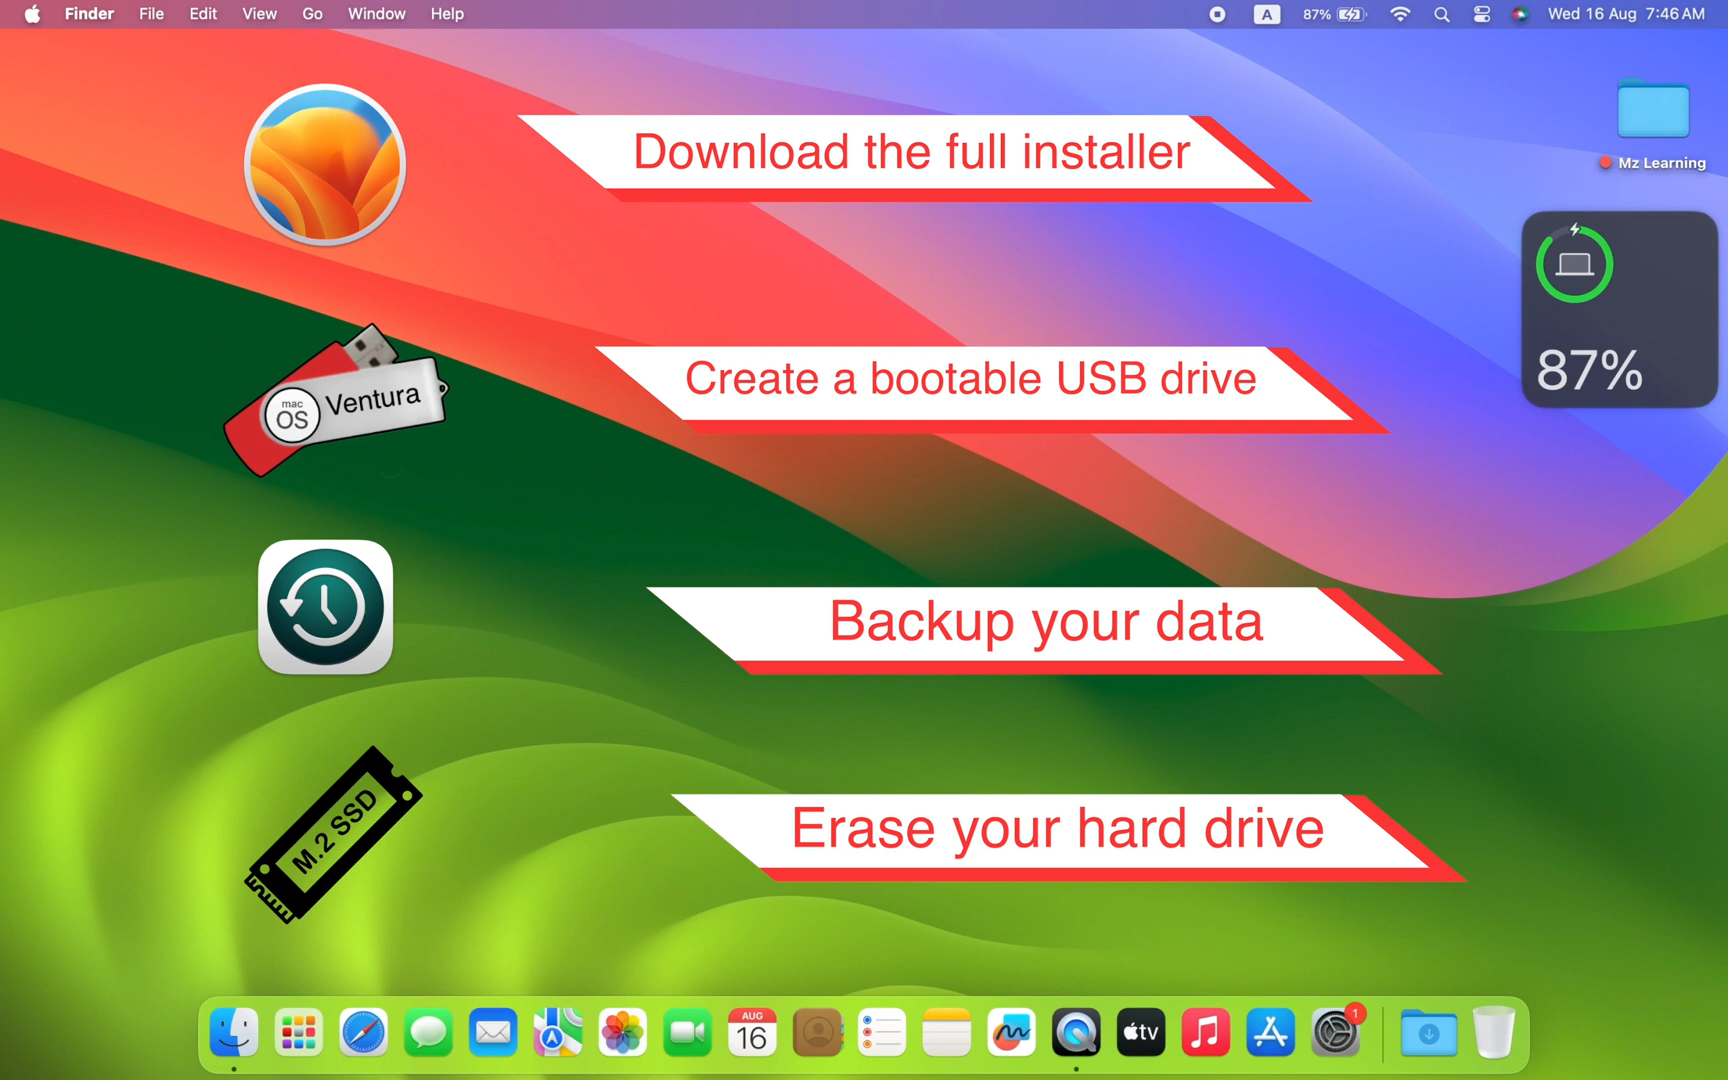 Finder File Edit View Go Window Help A 87% Wed 16 Aug 7:46 AM
Download the full installer
Mz Learning
mac
OS Ventura
Create a bootable USB drive
87%
Backup your data
M.2 SSD
Erase your hard drive
AUG
16
tv
1